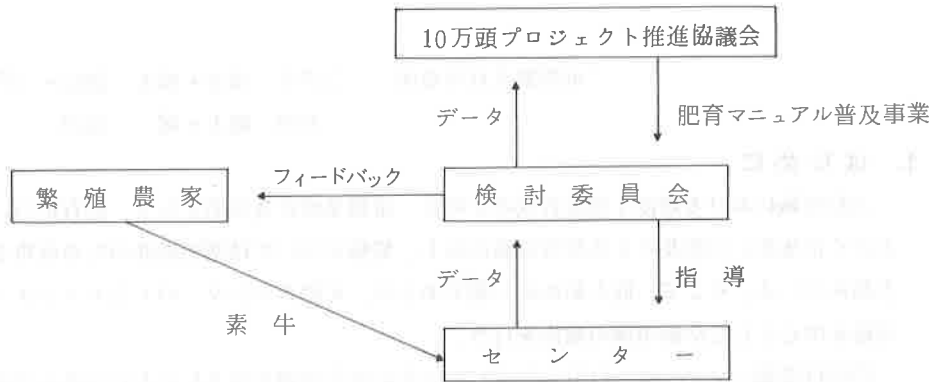 10万頭プロジェクト推進協議会
データ
肥育マニュアル普及事業
繁殖農家
フィードバック
検討委員会
データ
指導
素牛
センター